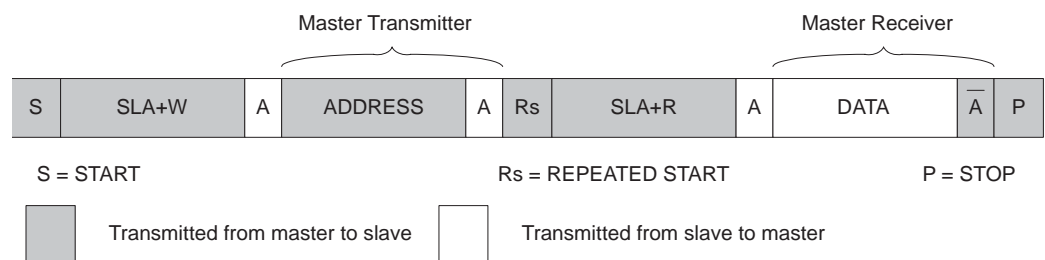 Master Transmitter Master Receiver
S SLA+W A ADDRESS A Rs SLA+R A DATA A̅ P
S = START Rs = REPEATED START P = STOP
Transmitted from master to slave Transmitted from slave to master